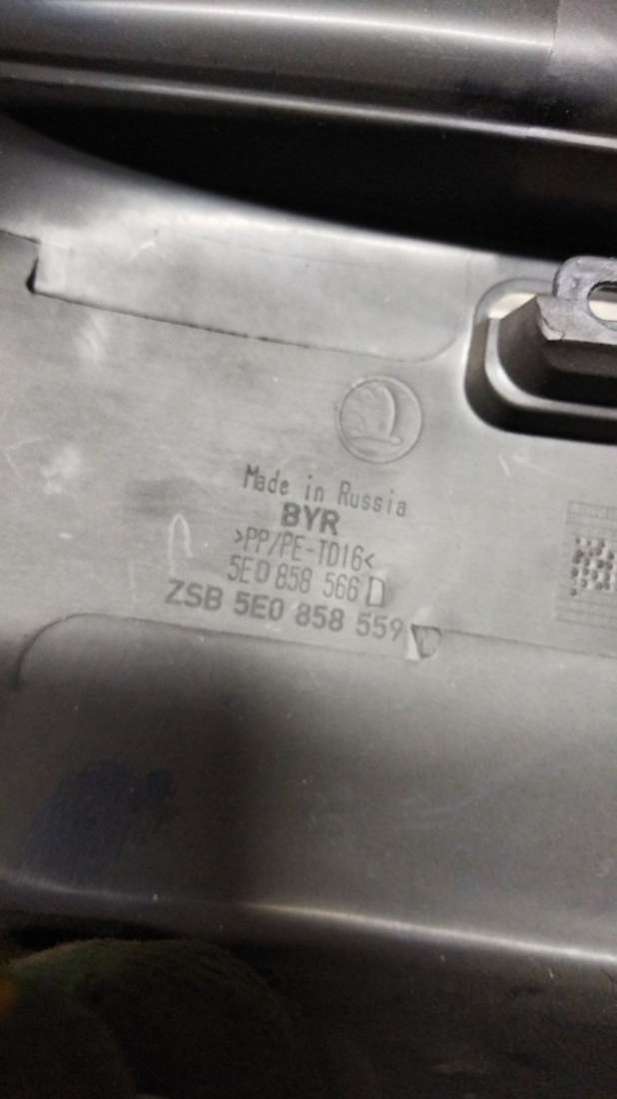 Made in Russia
BYR
>PP/PE-TD16<
5E0 858 566 D
ZSB 5E0 858 559